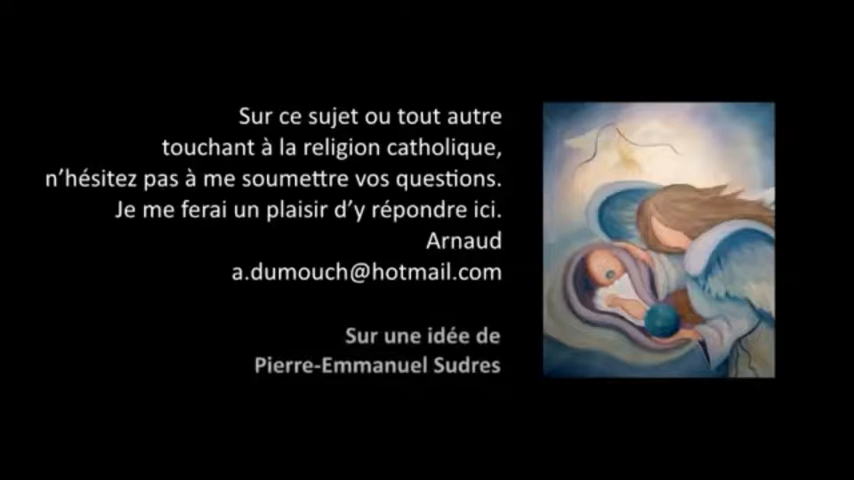 Sur ce sujet ou tout autre
touchant à la religion catholique,
n’hésitez pas à me soumettre vos questions.
Je me ferai un plaisir d’y répondre ici.
Arnaud
a.dumouch@hotmail.com
Sur une idée de
Pierre-Emmanuel Sudres